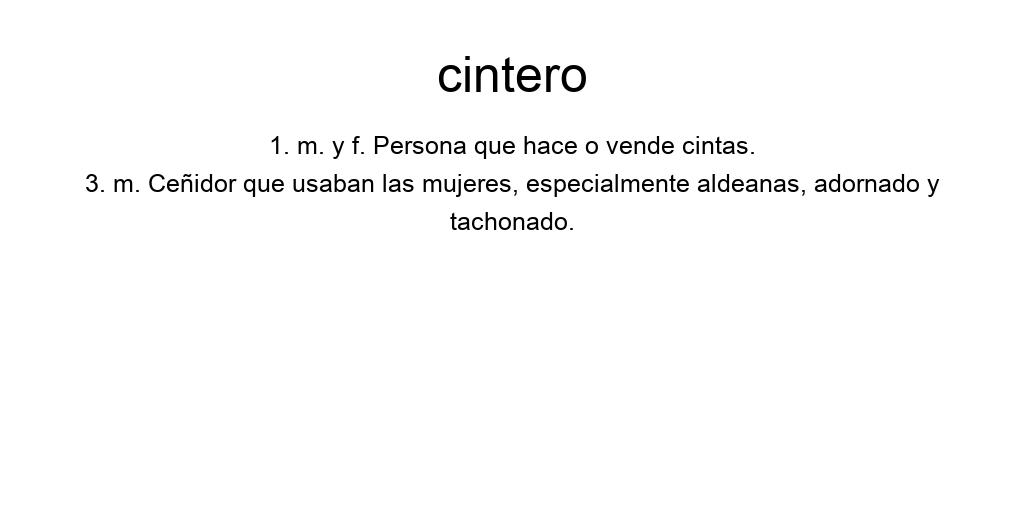 cintero
1. m. y f. Persona que hace o vende cintas.
3. m. Ceñidor que usaban las mujeres, especialmente aldeanas, adornado y
tachonado.